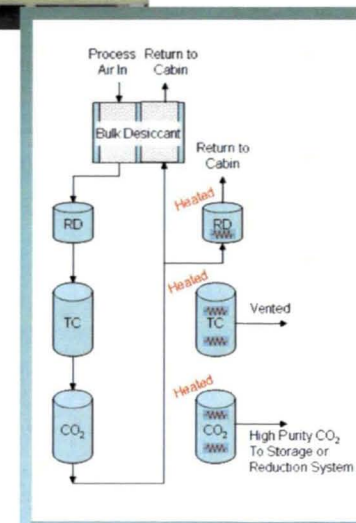 Process Air In
Return to Cabin
Bulk Desiccant
Return to Cabin
Heated
RD
RD
Heated
TC
TC
Vented
Heated
CO₂
CO₂
High Purity CO₂
To Storage or
Reduction System